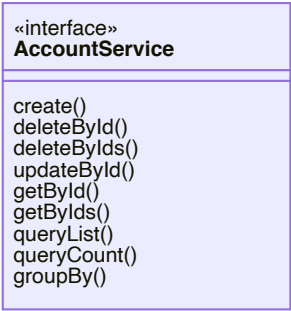 «interface»
AccountService
create()
deleteById()
deleteByIds()
updateById()
getById()
getByIds()
queryList()
queryCount()
groupBy()